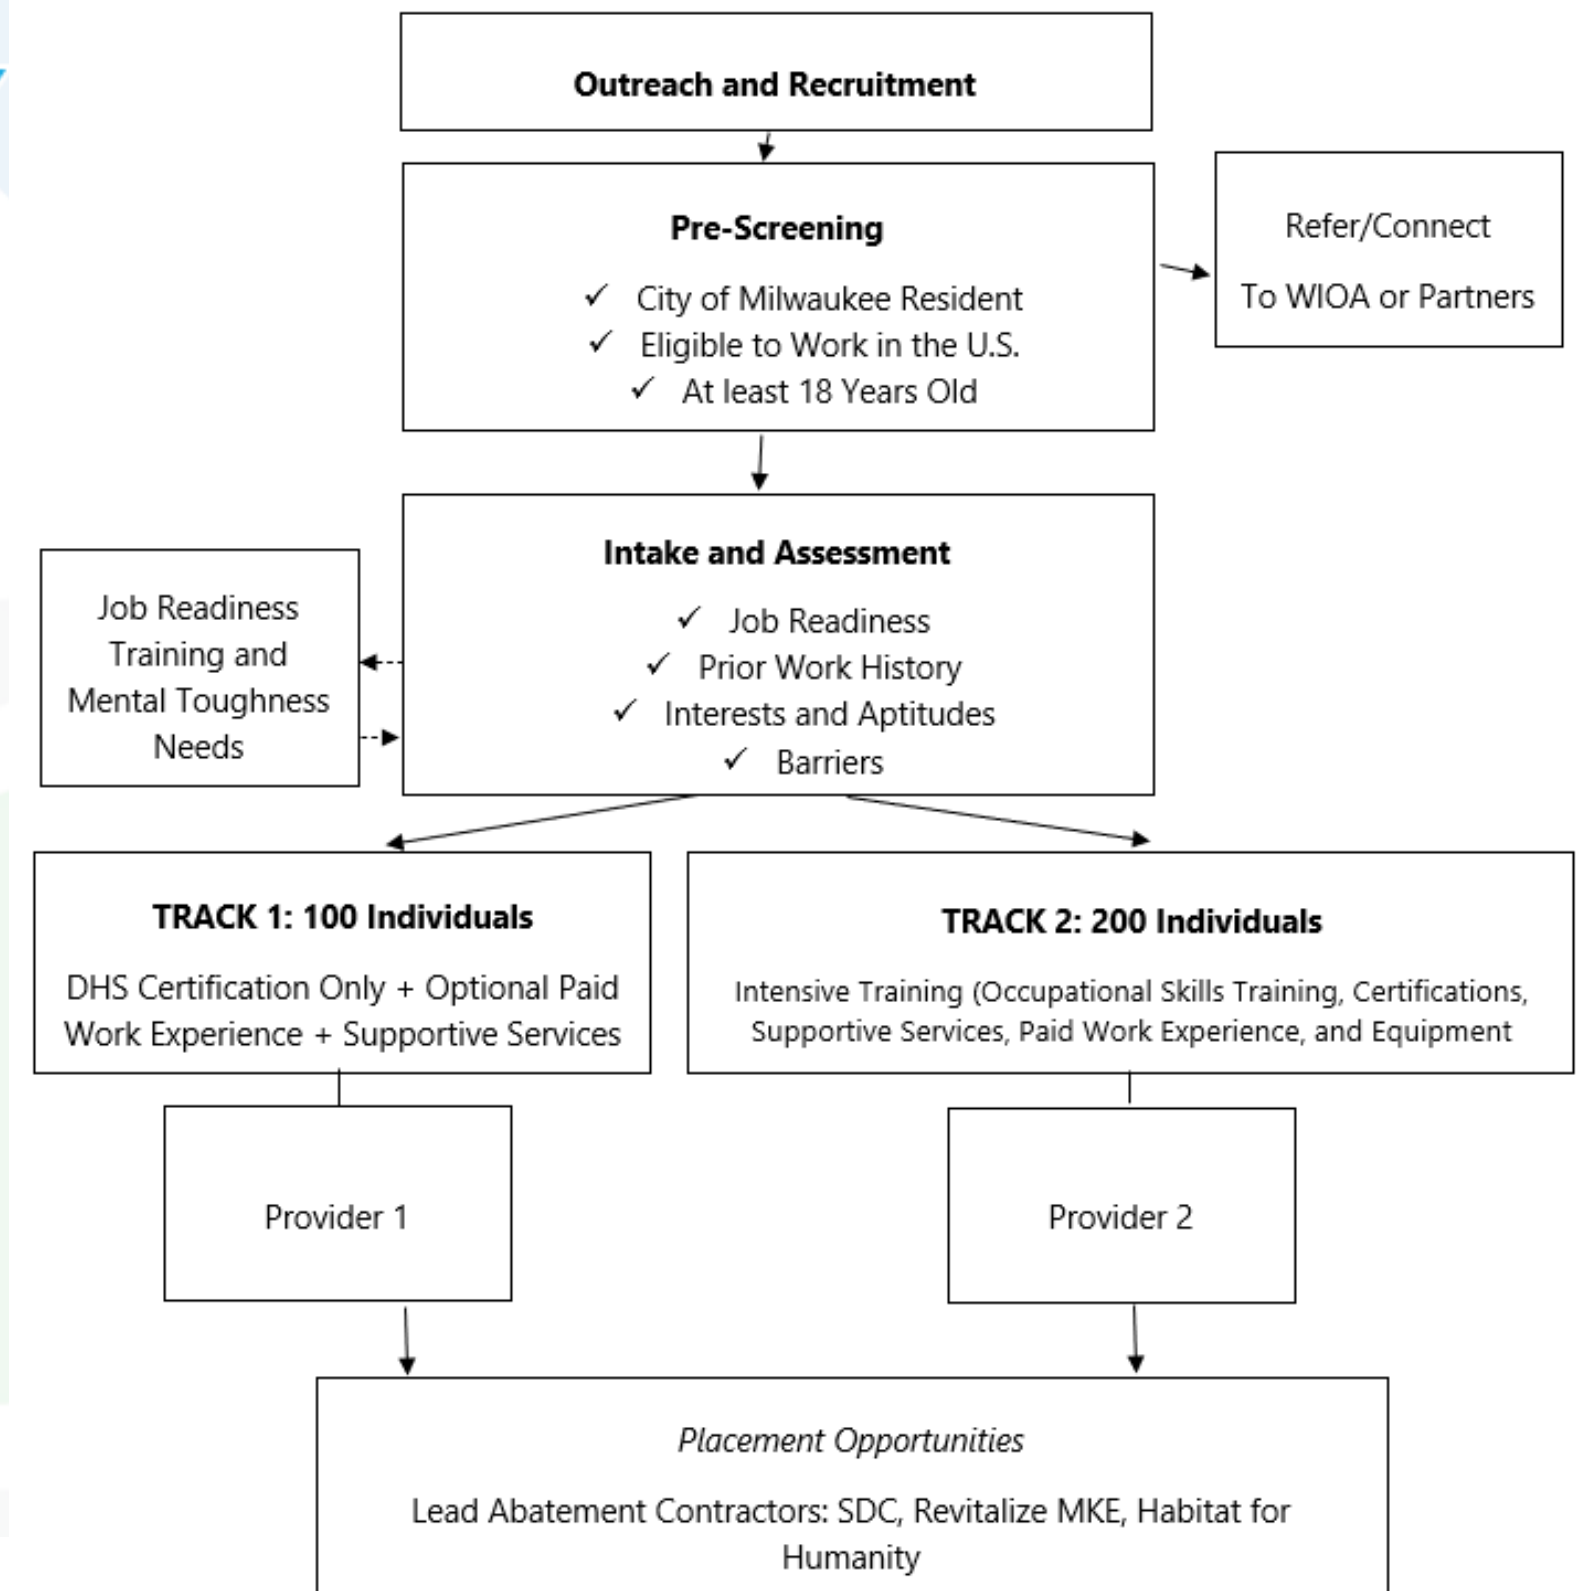 Outreach and Recruitment
Pre-Screening
✓ City of Milwaukee Resident
✓ Eligible to Work in the U.S.
✓ At least 18 Years Old
Refer/Connect
To WIOA or Partners
Intake and Assessment
✓ Job Readiness
✓ Prior Work History
✓ Interests and Aptitudes
✓ Barriers
Job Readiness
Training and
Mental Toughness
Needs
TRACK 1: 100 Individuals
DHS Certification Only + Optional Paid
Work Experience + Supportive Services
TRACK 2: 200 Individuals
Intensive Training (Occupational Skills Training, Certifications,
Supportive Services, Paid Work Experience, and Equipment
Provider 1
Provider 2
Placement Opportunities
Lead Abatement Contractors: SDC, Revitalize MKE, Habitat for
Humanity